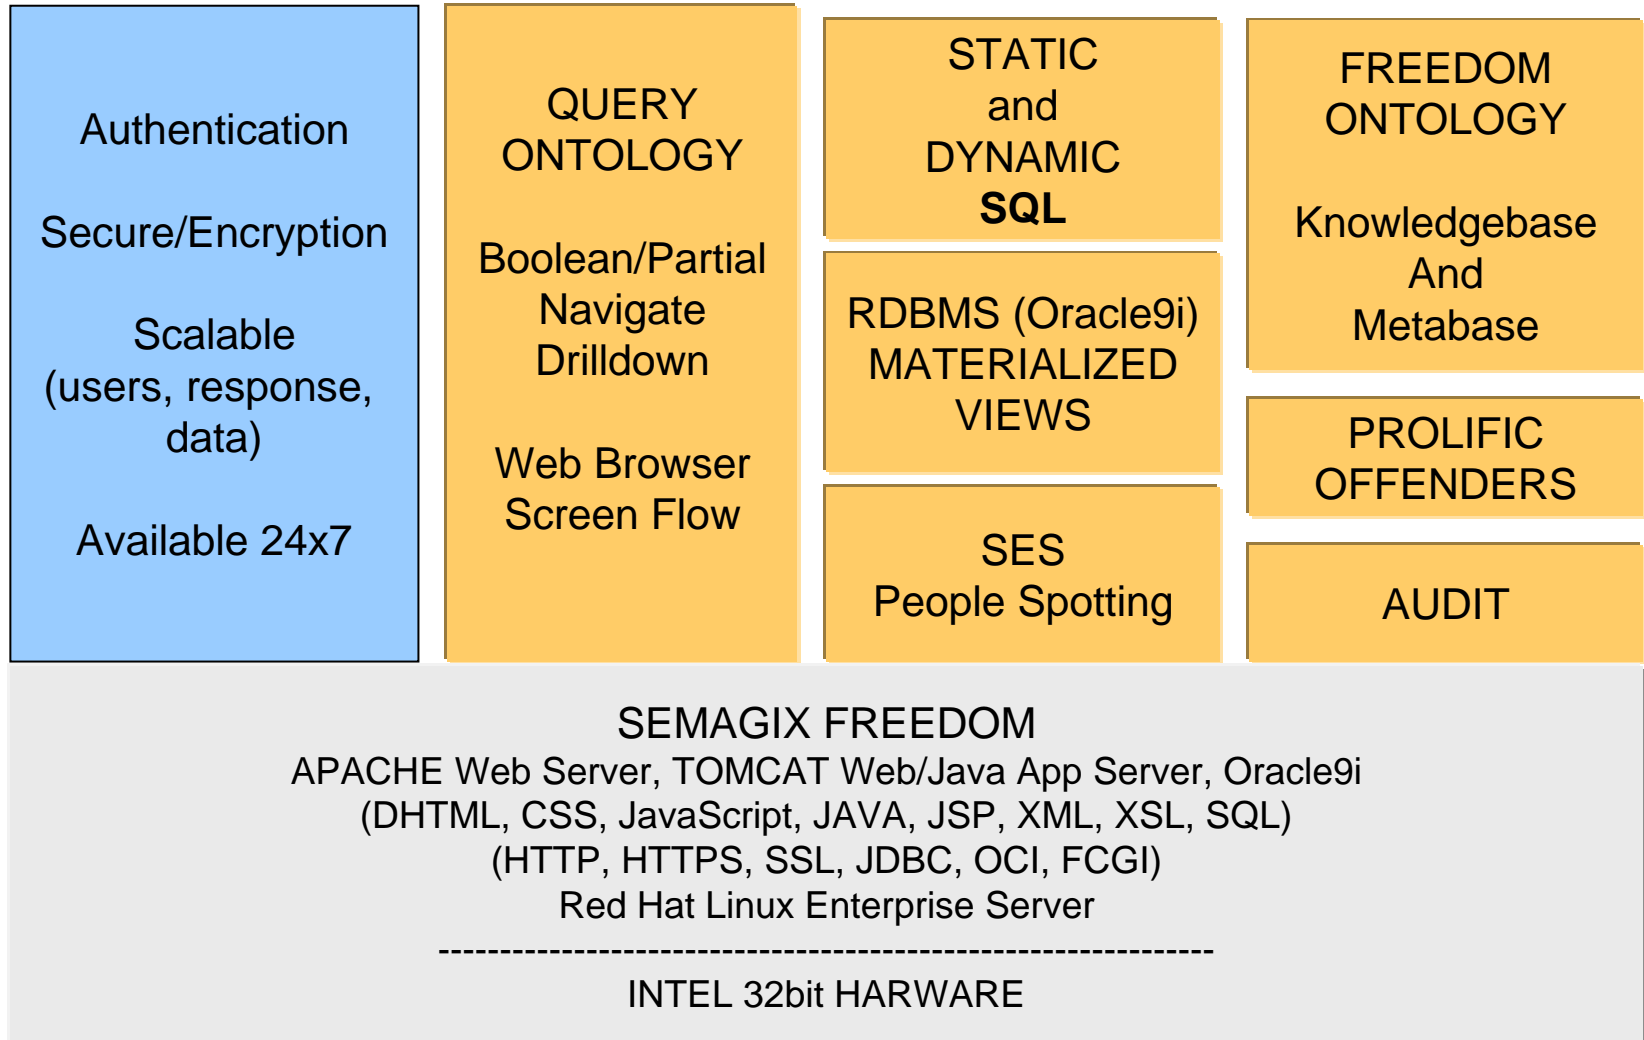 Authentication
Secure/Encryption
Scalable
(users, response,
data)
Available 24x7
QUERY
ONTOLOGY
Boolean/Partial
Navigate
Drilldown
Web Browser
Screen Flow
STATIC
and
DYNAMIC
SQL
RDBMS (Oracle9i)
MATERIALIZED
VIEWS
SES
People Spotting
FREEDOM
ONTOLOGY
Knowledgebase
And
Metabase
PROLIFIC
OFFENDERS
AUDIT
SEMAGIX FREEDOM
APACHE Web Server, TOMCAT Web/Java App Server, Oracle9i
(DHTML, CSS, JavaScript, JAVA, JSP, XML, XSL, SQL)
(HTTP, HTTPS, SSL, JDBC, OCI, FCGI)
Red Hat Linux Enterprise Server
---------------------------------------------------------------
INTEL 32bit HARWARE